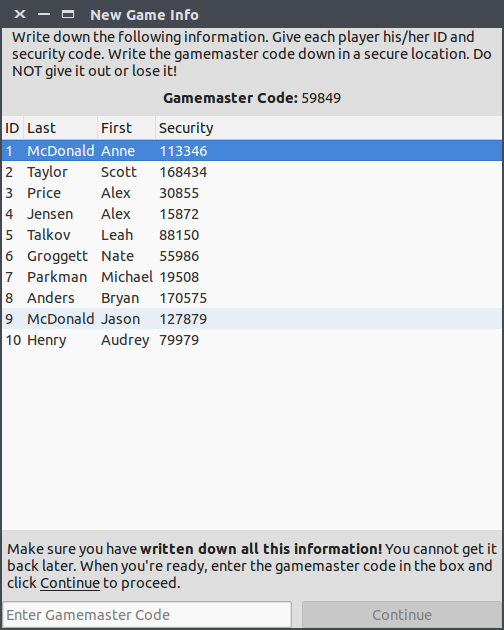 New Game Info
Write down the following information. Give each player his/her ID and
security code. Write the gamemaster code down in a secure location. Do
NOT give it out or lose it!
Gamemaster Code: 59849
ID Last First Security
1 McDonald Anne 113346
2 Taylor Scott 168434
3 Price Alex 30855
4 Jensen Alex 15872
5 Talkov Leah 88150
6 Groggett Nate 55986
7 Parkman Michael 19508
8 Anders Bryan 170575
9 McDonald Jason 127879
10 Henry Audrey 79979
Make sure you have written down all this information! You cannot get it
back later. When you're ready, enter the gamemaster code in the box and
click Continue to proceed.
Enter Gamemaster Code Continue